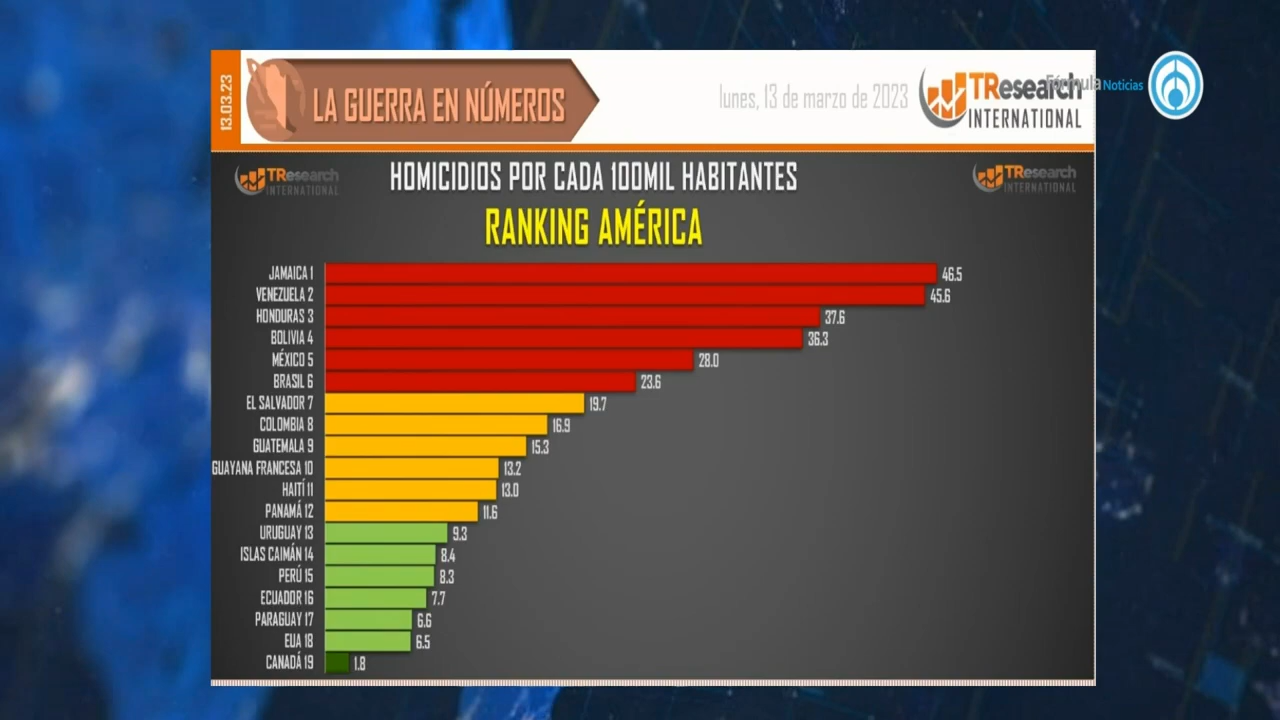 13.03.23
LA GUERRA EN NÚMEROS
lunes, 13 de marzo de 2023
TResearch
INTERNATIONAL
Fórmula Noticias
TResearch
INTERNATIONAL
HOMICIDIOS POR CADA 100MIL HABITANTES
TResearch
INTERNATIONAL
RANKING AMÉRICA
JAMAICA 1 46.5
VENEZUELA 2 45.6
HONDURAS 3 37.6
BOLIVIA 4 36.3
MÉXICO 5 28.0
BRASIL 6 23.6
EL SALVADOR 7 19.7
COLOMBIA 8 16.9
GUATEMALA 9 15.3
GUAYANA FRANCESA 10 13.2
HAITÍ 11 13.0
PANAMÁ 12 11.6
URUGUAY 13 9.3
ISLAS CAIMÁN 14 8.4
PERÚ 15 8.3
ECUADOR 16 7.7
PARAGUAY 17 6.6
EUA 18 6.5
CANADÁ 19 1.8